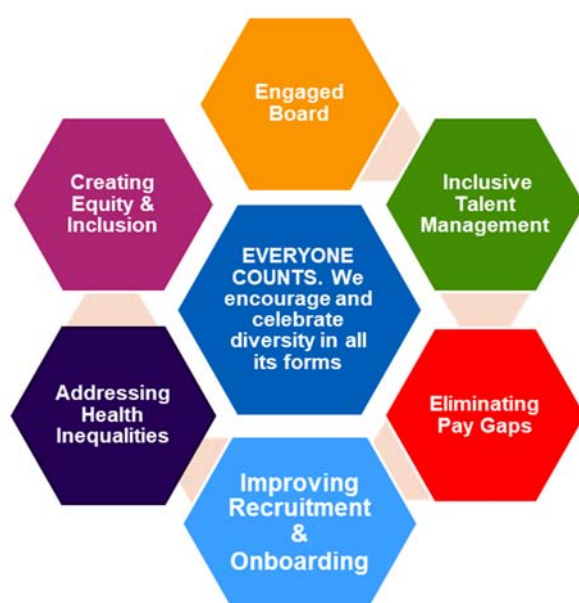 Engaged
Board
Creating
Equity &
Inclusion
Inclusive
Talent
Management
EVERYONE
COUNTS. We
encourage and
celebrate
diversity in all
its forms
Addressing
Health
Inequalities
Eliminating
Pay Gaps
Improving
Recruitment
&
Onboarding